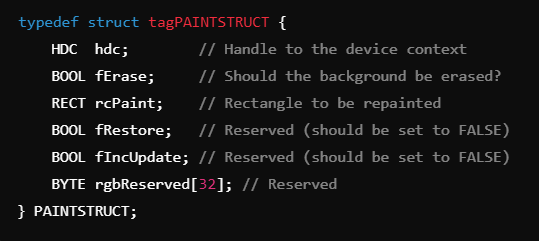 typedef struct tagPAINTSTRUCT {
    HDC  hdc;        // Handle to the device context
    BOOL fErase;     // Should the background be erased?
    RECT rcPaint;    // Rectangle to be repainted
    BOOL fRestore;   // Reserved (should be set to FALSE)
    BOOL fIncUpdate; // Reserved (should be set to FALSE)
    BYTE rgbReserved[32]; // Reserved
} PAINTSTRUCT;